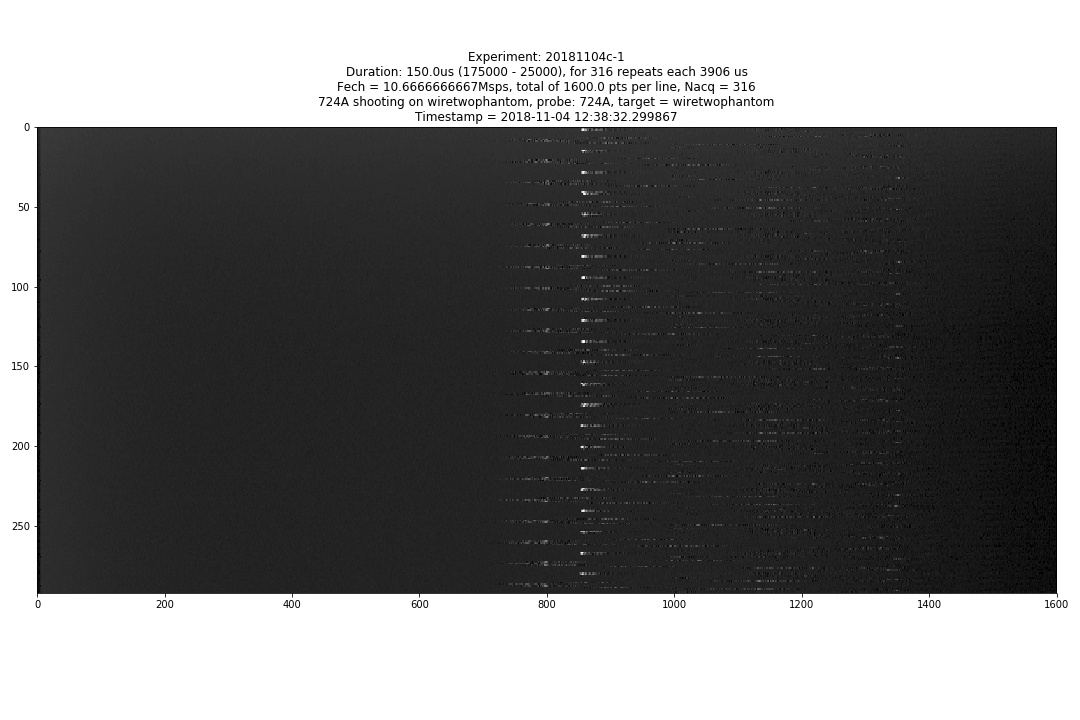 Experiment: 20181104c-1
Duration: 150.0us (175000 - 25000), for 316 repeats each 3906 us
Fech = 10.6666666667Msps, total of 1600.0 pts per line, Nacq = 316
724A shooting on wiretwophantom, probe: 724A, target = wiretwophantom
Timestamp = 2018-11-04 12:38:32.299867
0
50
100
150
200
250
0 200 400 600 800 1000 1200 1400 1600